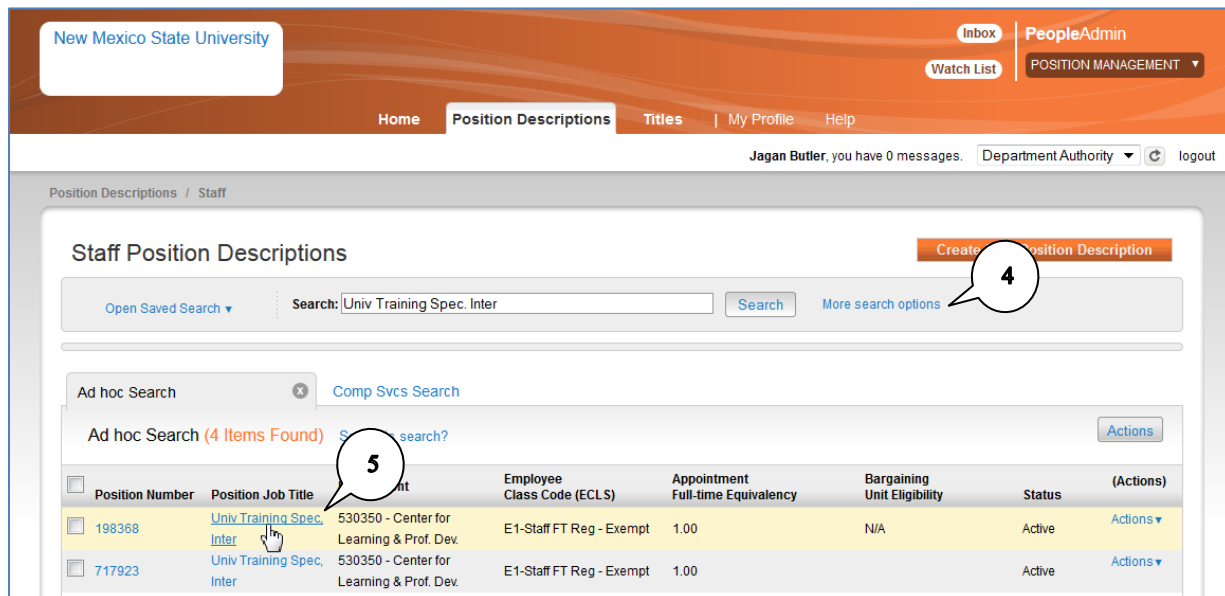 New Mexico State University
Inbox
PeopleAdmin
Watch List
POSITION MANAGEMENT
Home Position Descriptions Titles | My Profile Help
Jagan Butler, you have 0 messages. Department Authority logout
Position Descriptions / Staff
Staff Position Descriptions
Create Position Description
4
Open Saved Search Search: Univ Training Spec. Inter Search More search options
Ad hoc Search Comp Svcs Search
Ad hoc Search (4 Items Found) search? Actions
5
Position Number Position Job Title Employee Class Code (ECLS) Appointment Full-time Equivalency Bargaining Unit Eligibility Status (Actions)
198368 Univ Training Spec, Inter 530350 - Center for Learning & Prof. Dev. E1-Staff FT Reg - Exempt 1.00 N/A Active Actions
717923 Univ Training Spec, Inter 530350 - Center for Learning & Prof. Dev. E1-Staff FT Reg - Exempt 1.00 Active Actions